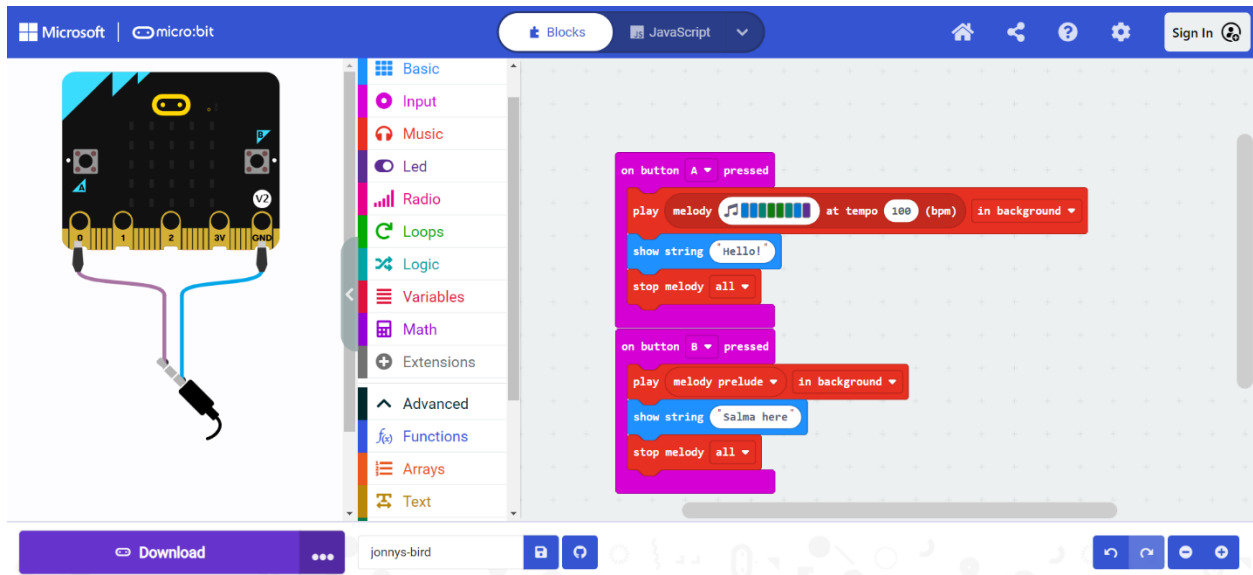 Microsoft micro:bit Blocks JS JavaScript Sign In
B
A
V2
0 1 2 3V GND
Basic
Input
Music
Led
Radio
Loops
Logic
Variables
Math
Extensions
Advanced
f(x) Functions
Arrays
Text
on button A pressed
play melody at tempo 100 (bpm) in background
show string "Hello!"
stop melody all
on button B pressed
play melody prelude in background
show string "Salma here"
stop melody all
Download jonnys-bird